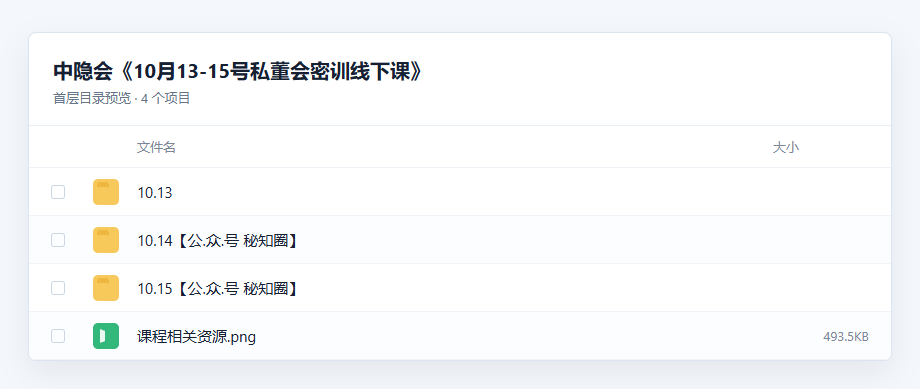 中隐会《10月13-15号私董会密训线下课》
首层目录预览 · 4 个项目
文件名 大小
10.13
10.14【公.众.号 秘知圈】
10.15【公.众.号 秘知圈】
课程相关资源.png 493.5KB